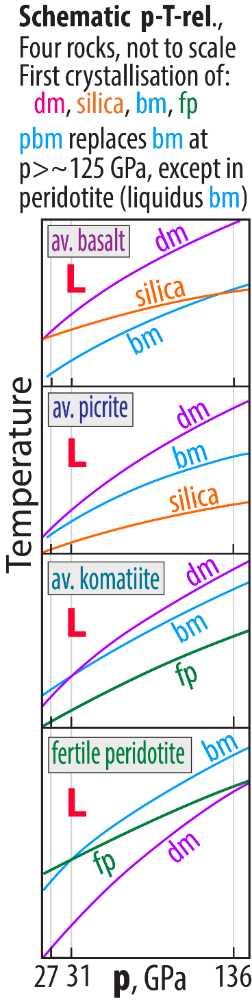 Schematic p-T-rel.,
Four rocks, not to scale
First crystallisation of:
dm, silica, bm, fp
pbm replaces bm at
p>~125 GPa, except in
peridotite (liquidus bm)
av. basalt
dm
L
silica
bm
av. picrite
dm
L
bm
silica
Temperature
av. komatiite
dm
L
bm
fp
fertile peridotite
bm
L
fp
dm
27 31 p, GPa 136